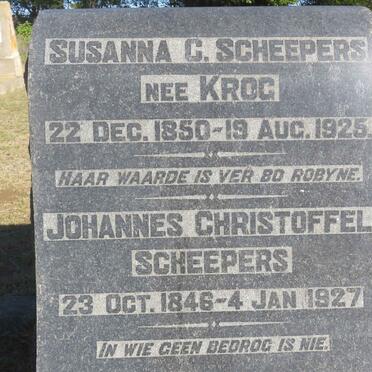 SUSANNA C. SCHEEPERS
NEE KROG
22 DEC. 1850-19 AUG. 1925.
HAAR WAARDE IS VER BO ROBYNE.
JOHANNES CHRISTOFFEL
SCHEEPERS
23 OCT. 1846-4 JAN 1927
IN WIE GEEN BEDROG IS NIE.